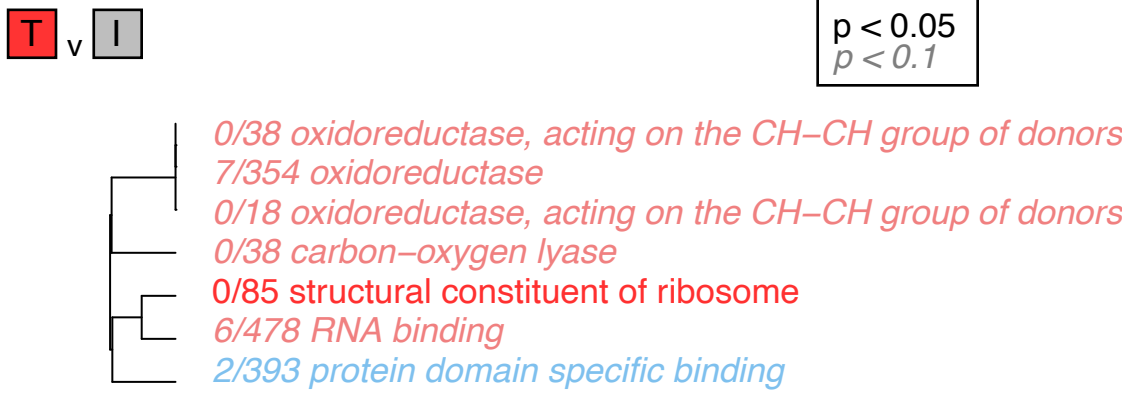 T v I
p < 0.05
p < 0.1
0/38 oxidoreductase, acting on the CH−CH group of donors
7/354 oxidoreductase
0/18 oxidoreductase, acting on the CH−CH group of donors
0/38 carbon−oxygen lyase
0/85 structural constituent of ribosome
6/478 RNA binding
2/393 protein domain specific binding